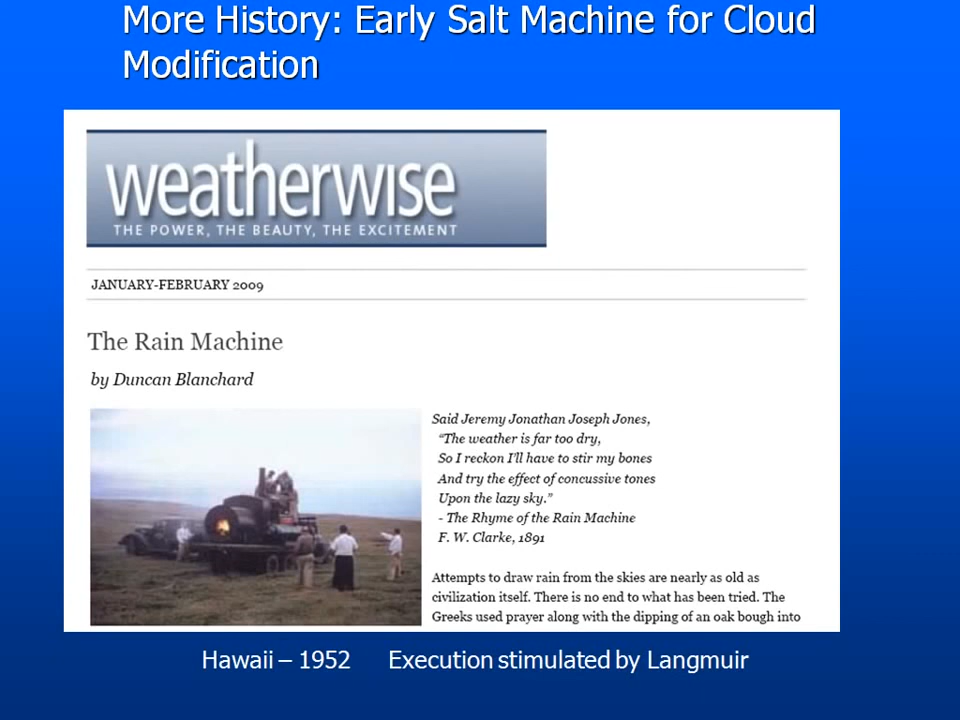 More History: Early Salt Machine for Cloud
Modification
weatherwise
THE POWER, THE BEAUTY, THE EXCITEMENT
JANUARY-FEBRUARY 2009
The Rain Machine
by Duncan Blanchard
Said Jeremy Jonathan Joseph Jones,
“The weather is far too dry,
So I reckon I’ll have to stir my bones
And try the effect of concussive tones
Upon the lazy sky.”
- The Rhyme of the Rain Machine
F. W. Clarke, 1891
Attempts to draw rain from the skies are nearly as old as
civilization itself. There is no end to what has been tried. The
Greeks used prayer along with the dipping of an oak bough into
Hawaii – 1952 Execution stimulated by Langmuir